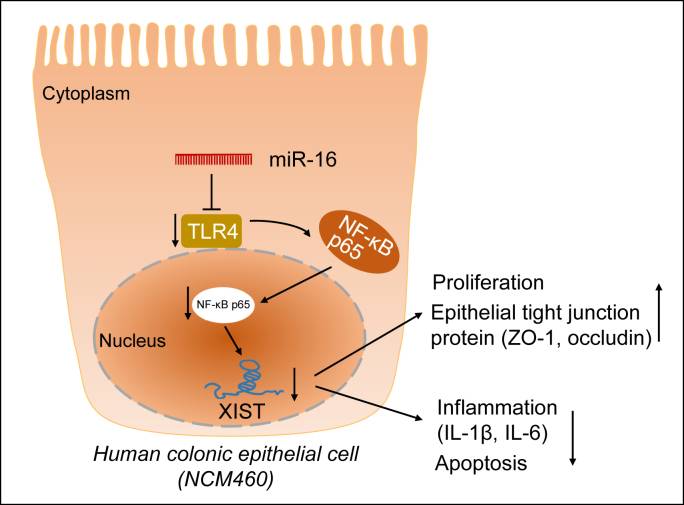 Cytoplasm
miR-16
TLR4
NF-κB
p65
NF-κB p65
Nucleus
XIST
Proliferation
Epithelial tight junction
protein (ZO-1, occludin)
Inflammation
(IL-1β, IL-6)
Apoptosis
Human colonic epithelial cell
(NCM460)